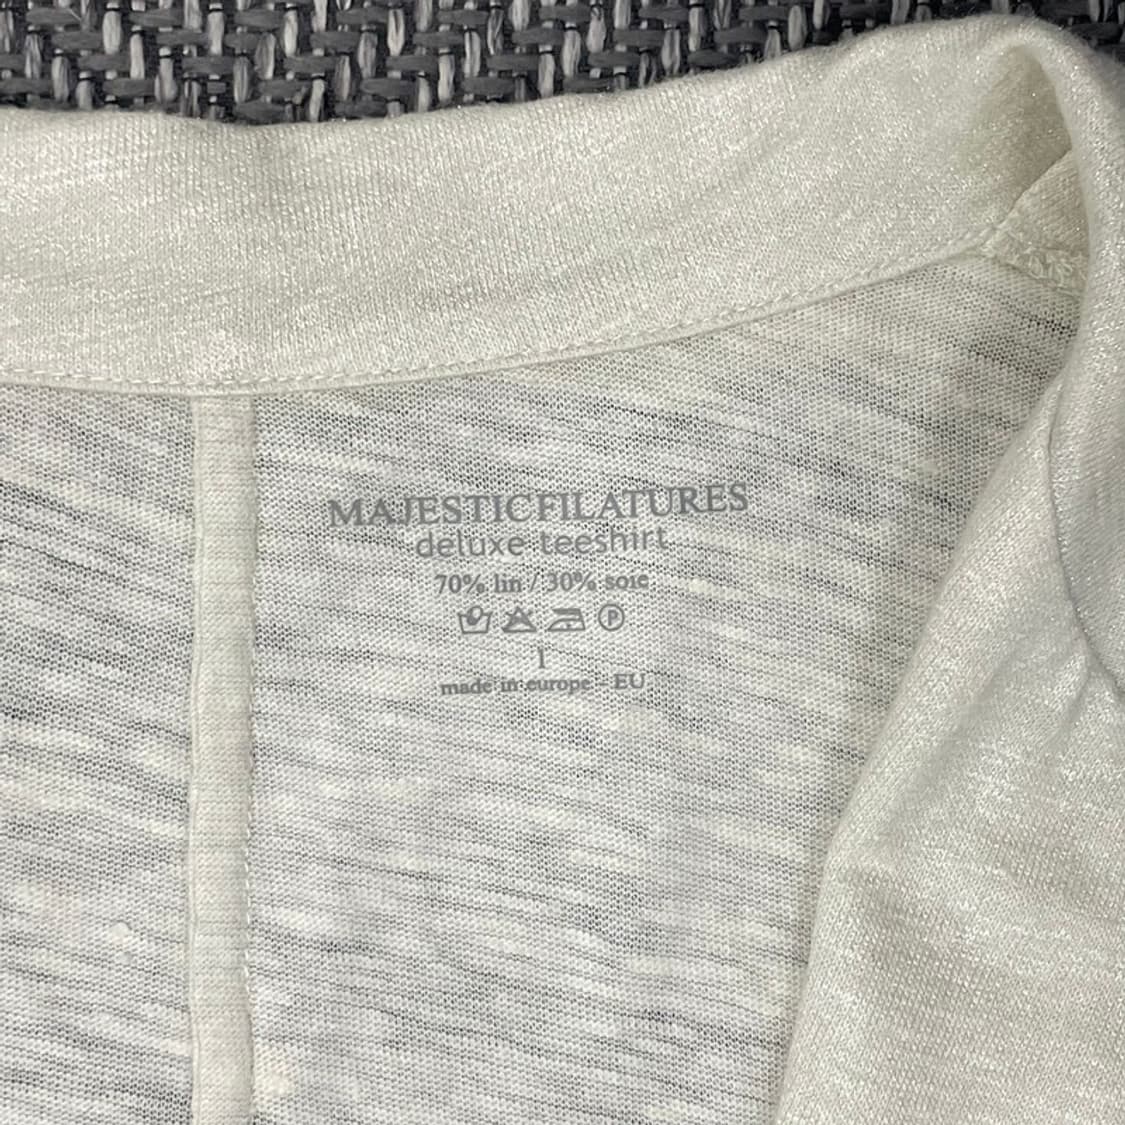 MAJESTICFILATURES
deluxe teeshirt
70% lin / 30% soie
P
1
made in europe - EU